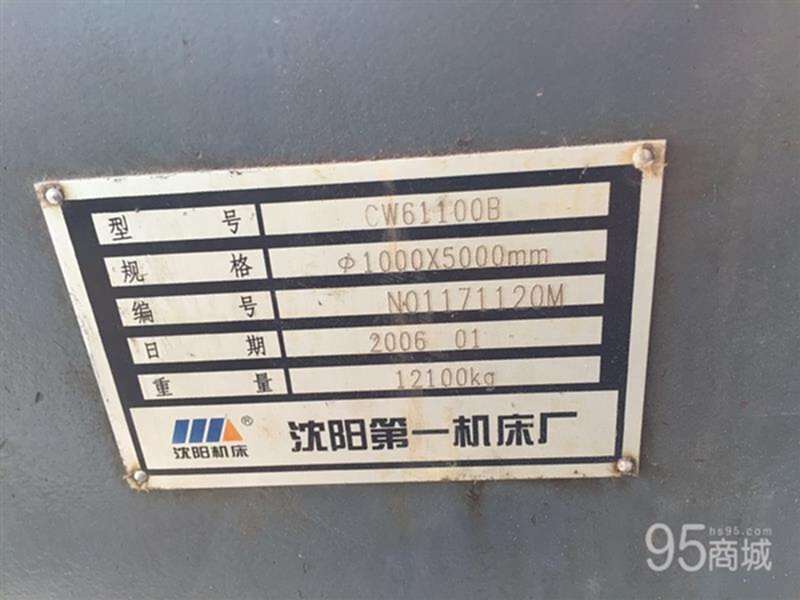 型 号 CW61100B
规 格 Φ1000X5000mm
编 号 N01171120M
日 期 2006 01
重 量 12100kg
沈阳机床® 沈阳第一机床厂
hs95.com
95商城